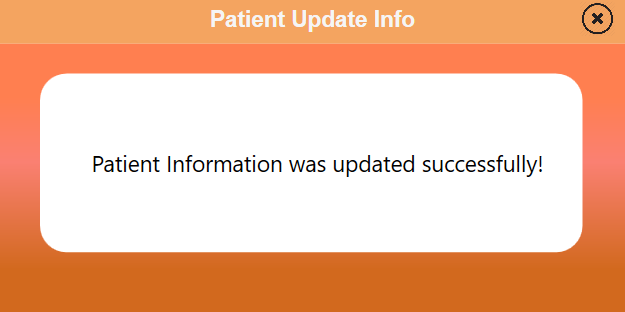 Patient Update Info
Patient Information was updated successfully!